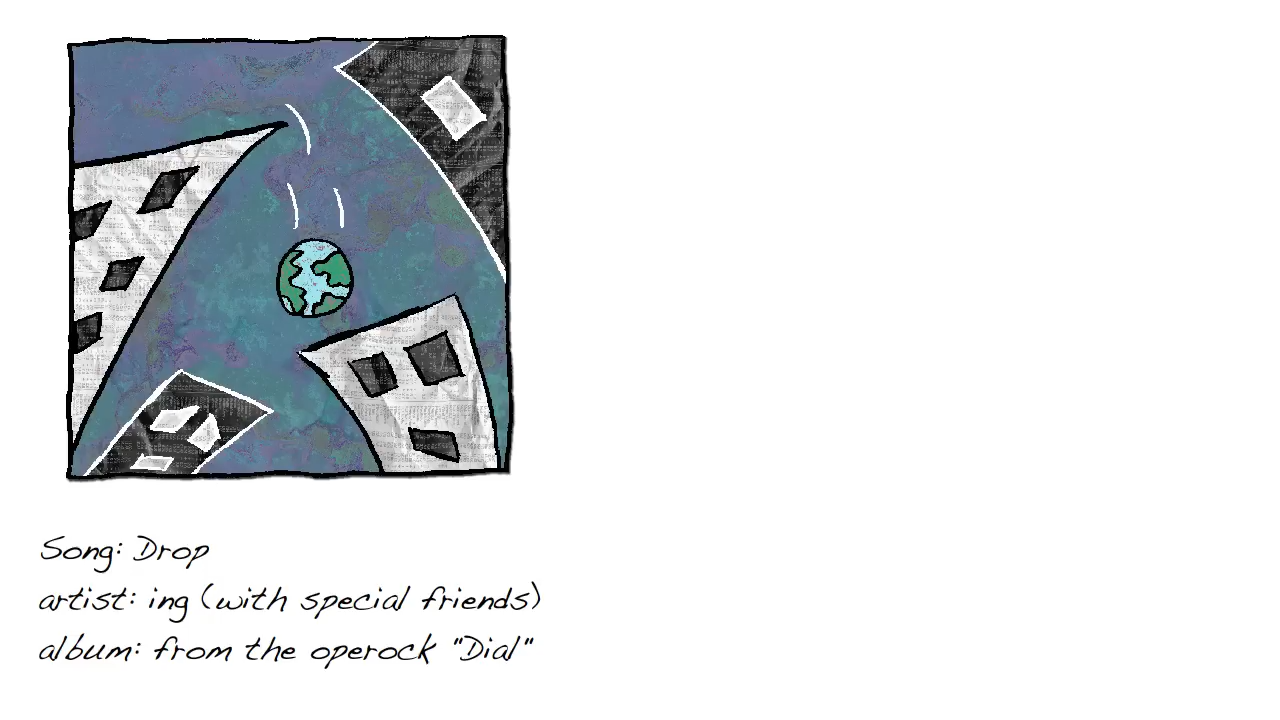 Song: Drop
artist: ing (with special friends)
album: from the operock "Dial"